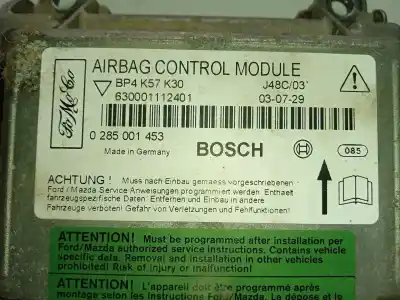 AIRBAG CONTROL MODULE
BP4 K57 K30 J48C/03
630001112401 03-07-29
0 285 001 453
Made in Germany BOSCH 085
ACHTUNG ! Muss nach Einbau gemaess vorgeschriebenen
Ford / Mazda Service Anweisungen programmiert werden. Enthaelt
fahrzeugspezifische Daten! Entfernen und Einbau in andere
Fahrzeuge verboten! Gefahr von Verletzungen und Fehlfunktionen!
ATTENTION! Must be programmed after installation per
Ford/Mazda authorized service instructions. Contains vehicle
specific data. Removal and installation in other vehicles
prohibited! Risk of injury or malfunction!
ATTENTION! Doit être programmé après
montage selon les instructions